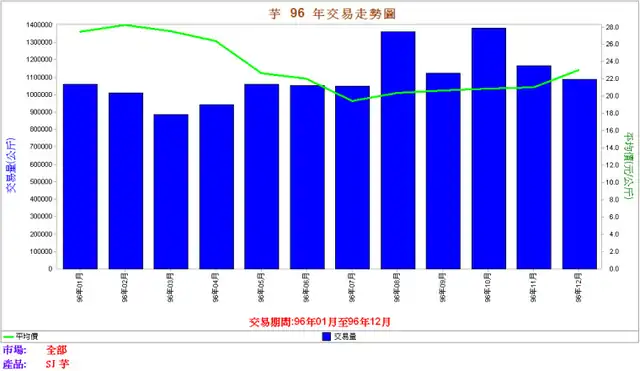 芋 96 年交易走勢圖
1400000 28.0
1300000 26.0
1200000 24.0
1100000 22.0
1000000 20.0
900000 18.0
800000 16.0
700000 14.0
600000 12.0
500000 10.0
400000 8.0
300000 6.0
200000 4.0
100000 2.0
0 0.0
交易量(公斤)
平均價(元/公斤)
96年01月 96年02月 96年03月 96年04月 96年05月 96年06月 96年07月 96年08月 96年09月 96年10月 96年11月 96年12月
交易期間:96年01月至96年12月
平均價 交易量
市場: 全部
產品: SJ 芋